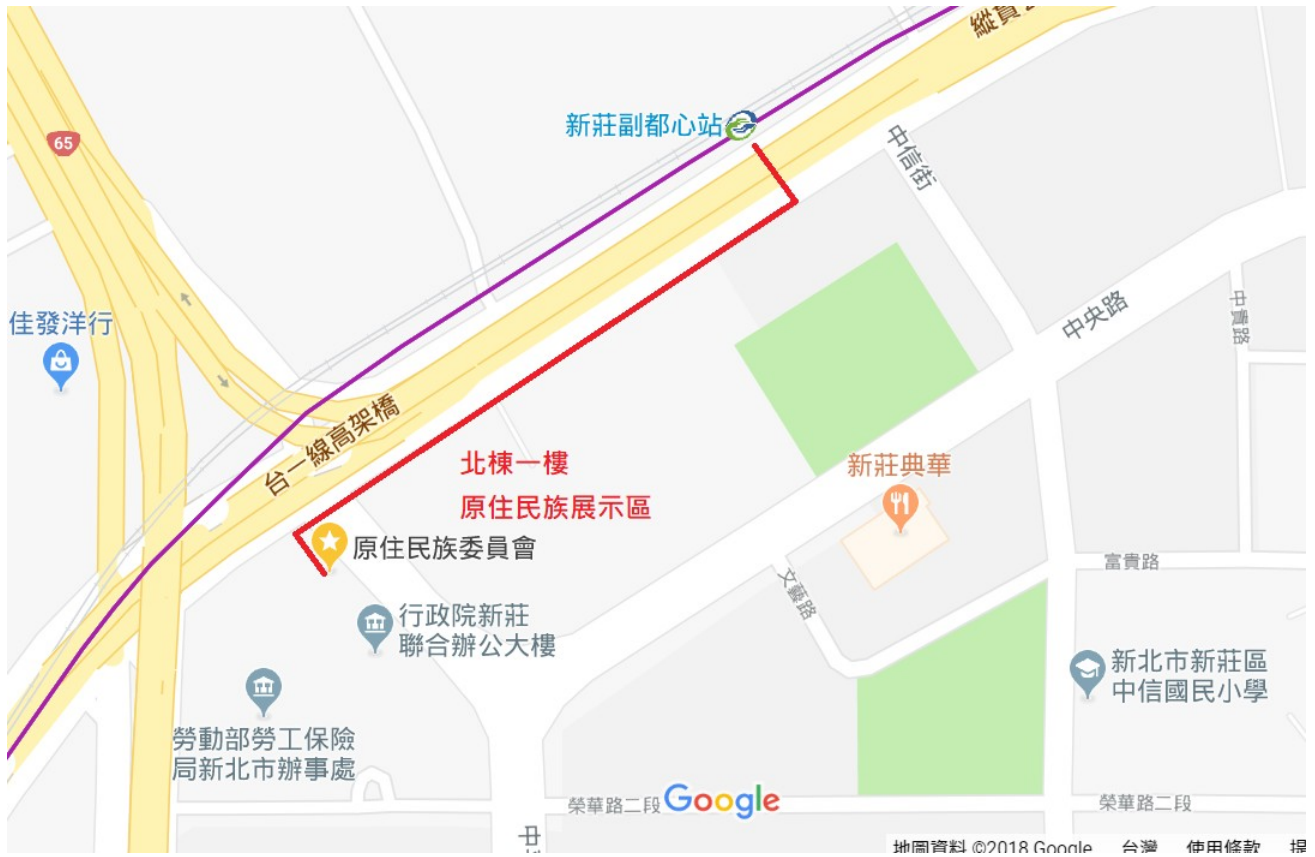 縱貫
新莊副都心站
65
中信街
佳發洋行
中央路
中貴路
台一線高架橋
北棟一樓
原住民族展示區
新莊典華
原住民族委員會
富貴路
文藝路
行政院新莊
聯合辦公大樓
新北市新莊區
中信國民小學
勞動部勞工保險
局新北市辦事處
榮華路二段
Google
榮華路二段
中
地圖資料 ©2018 Google 台灣 使用條款 提